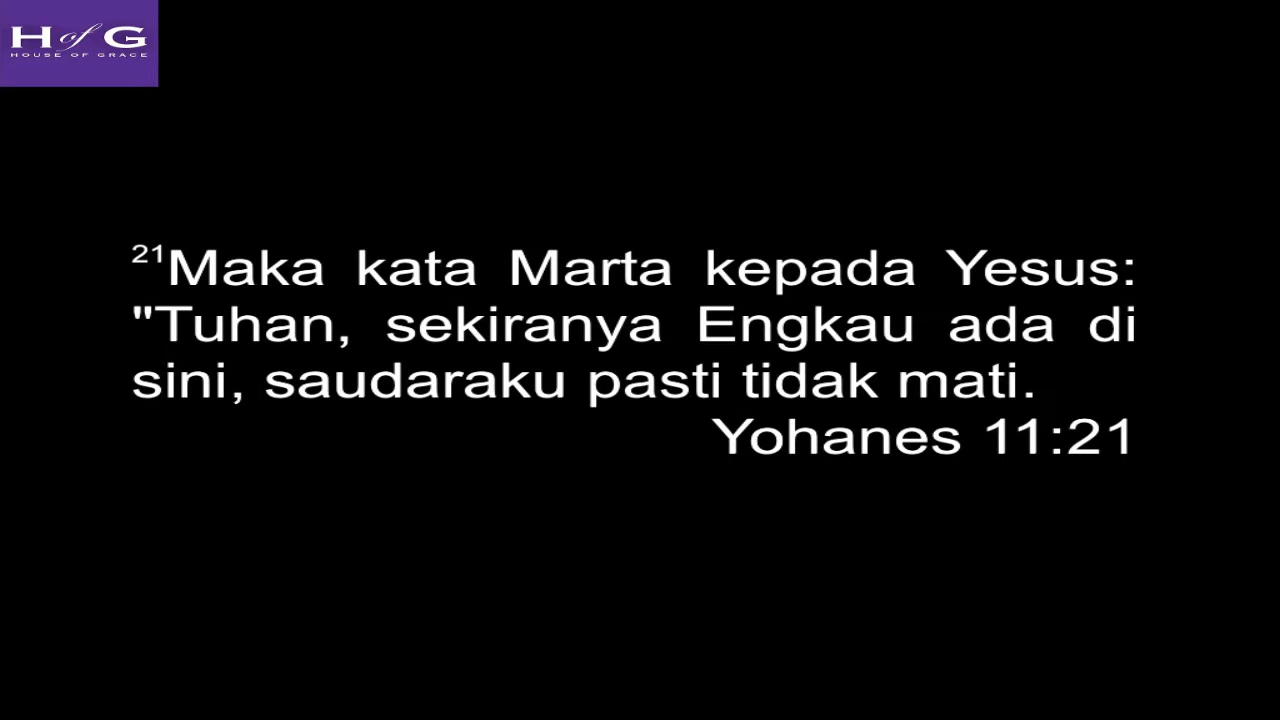 H of G
HOUSE OF GRACE
21Maka kata Marta kepada Yesus:
"Tuhan, sekiranya Engkau ada di
sini, saudaraku pasti tidak mati.
Yohanes 11:21